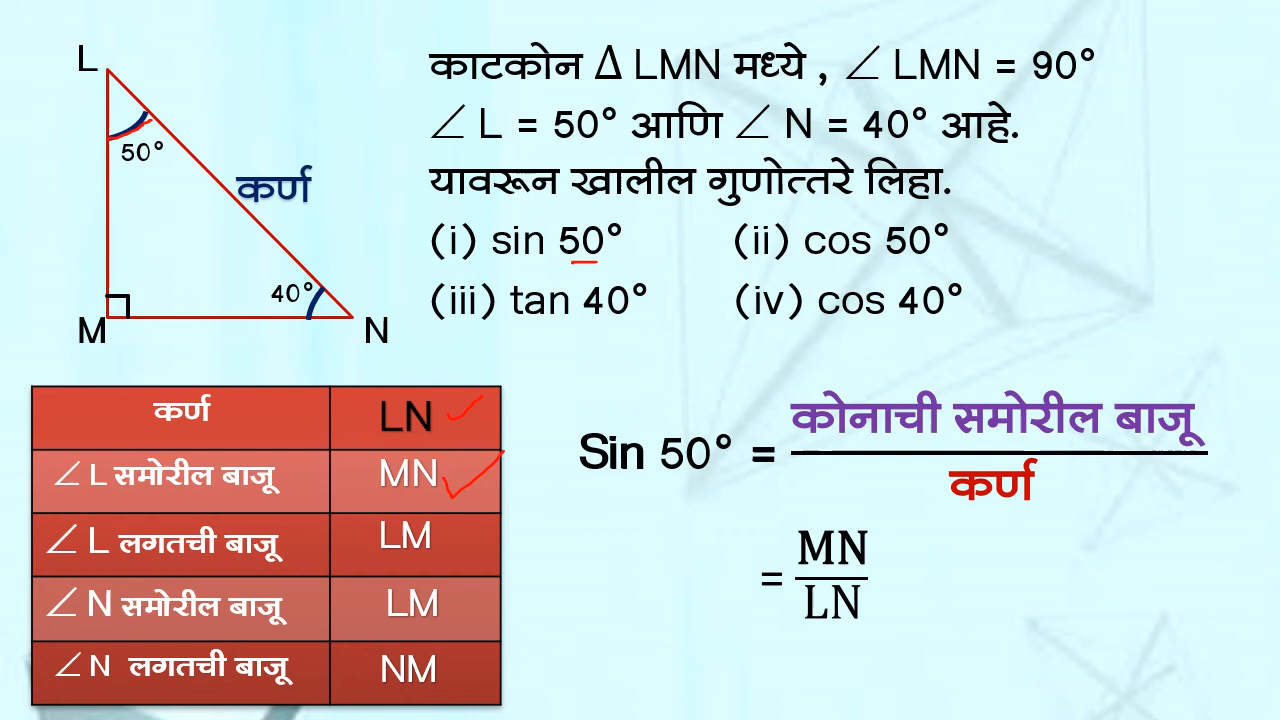 L
50°
कर्ण
40°
M
N
काटकोन Δ LMN मध्ये , ∠ LMN = 90°
∠ L = 50° आणि ∠ N = 40° आहे.
यावरून खालील गुणोत्तरे लिहा.
(i) sin 50° (ii) cos 50°
(iii) tan 40° (iv) cos 40°
कर्ण LN
∠ L समोरील बाजू MN
∠ L लगतची बाजू LM
∠ N समोरील बाजू LM
∠ N लगतची बाजू NM
कोनाची समोरील बाजू
Sin 50° =
कर्ण
MN
=
LN